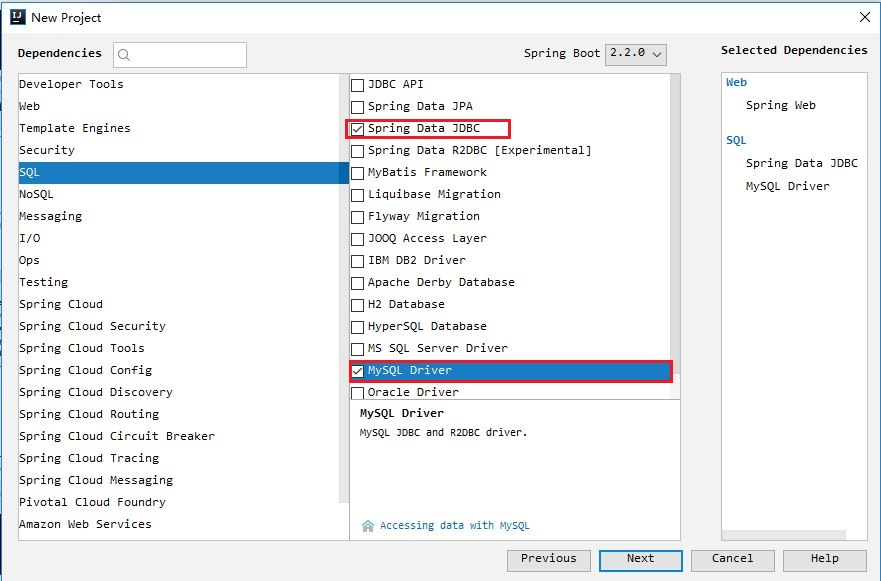 New Project
Dependencies
Spring Boot 2.2.0
Selected Dependencies
Developer Tools
Web
Template Engines
Security
SQL
NoSQL
Messaging
I/O
Ops
Testing
Spring Cloud
Spring Cloud Security
Spring Cloud Tools
Spring Cloud Config
Spring Cloud Discovery
Spring Cloud Routing
Spring Cloud Circuit Breaker
Spring Cloud Tracing
Spring Cloud Messaging
Pivotal Cloud Foundry
Amazon Web Services
JDBC API
Spring Data JPA
Spring Data JDBC
Spring Data R2DBC [Experimental]
MyBatis Framework
Liquibase Migration
Flyway Migration
JOOQ Access Layer
IBM DB2 Driver
Apache Derby Database
H2 Database
HyperSQL Database
MS SQL Server Driver
MySQL Driver
Oracle Driver
MySQL Driver
MySQL JDBC and R2DBC driver.
Accessing data with MySQL
Web
Spring Web
SQL
Spring Data JDBC
MySQL Driver
Previous
Next
Cancel
Help